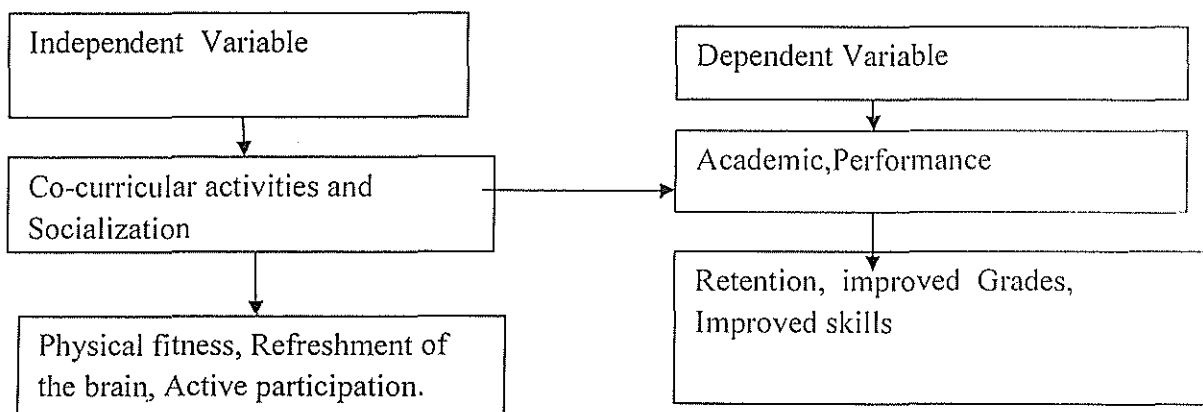 Independent Variable
Co-curricular activities and
Socialization
Physical fitness, Refreshment of
the brain, Active participation.
Dependent Variable
Academic,Performance
Retention, improved Grades,
Improved skills